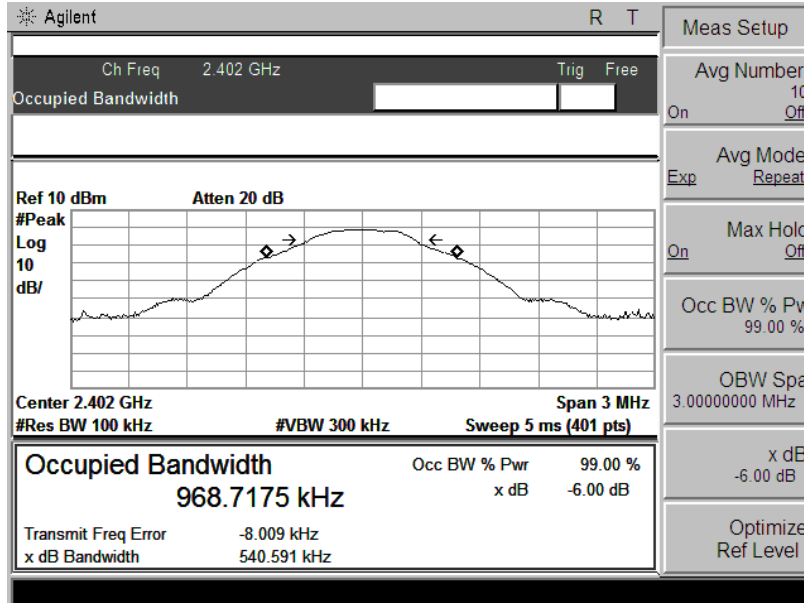 Agilent R T
Ch Freq 2.402 GHz Trig Free
Occupied Bandwidth
Ref 10 dBm Atten 20 dB
#Peak
Log
10
dB/
Center 2.402 GHz Span 3 MHz
#Res BW 100 kHz #VBW 300 kHz Sweep 5 ms (401 pts)
Occupied Bandwidth
968.7175 kHz
Occ BW % Pwr 99.00 %
x dB -6.00 dB
Transmit Freq Error -8.009 kHz
x dB Bandwidth 540.591 kHz
Meas Setup
Avg Number
10
On Off
Avg Mode
Exp Repeat
Max Hold
On Off
Occ BW % Pw
99.00 %
OBW Spa
3.00000000 MHz
x dB
-6.00 dB
Optimize
Ref Level